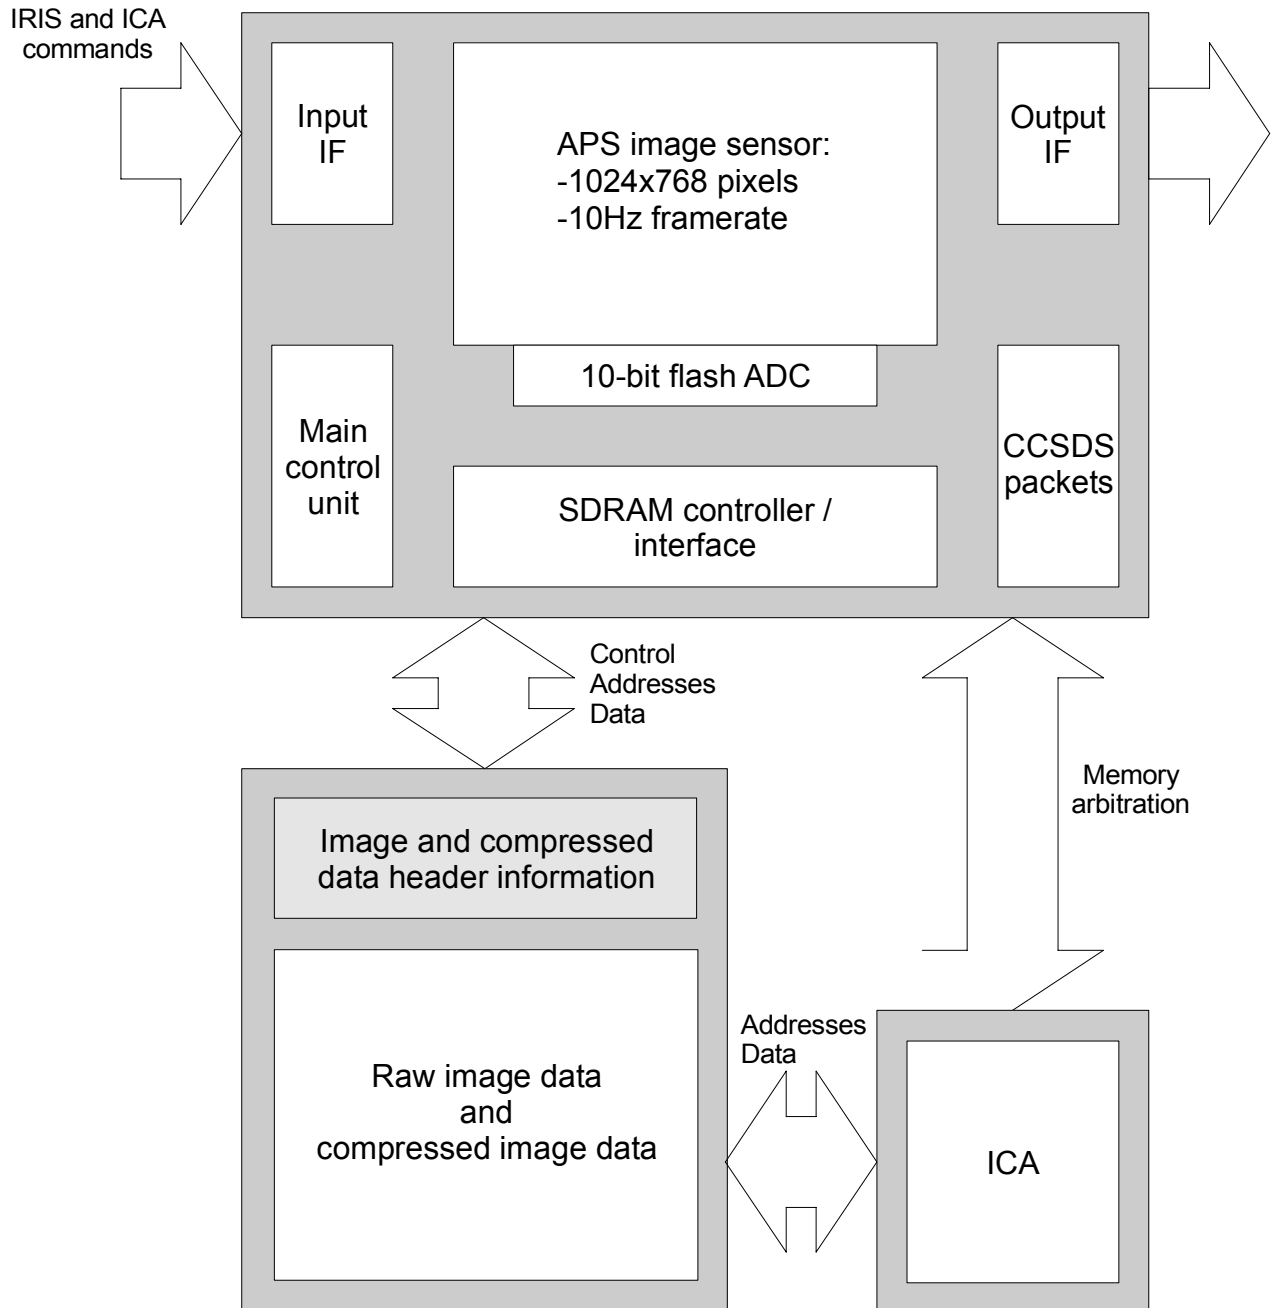 IRIS and ICA
commands
Input
IF
APS image sensor:
-1024x768 pixels
-10Hz framerate
Output
IF
10-bit flash ADC
Main
control
unit
SDRAM controller /
interface
CCSDS
packets
Control
Addresses
Data
Memory
arbitration
Image and compressed
data header information
Raw image data
and
compressed image data
Addresses
Data
ICA